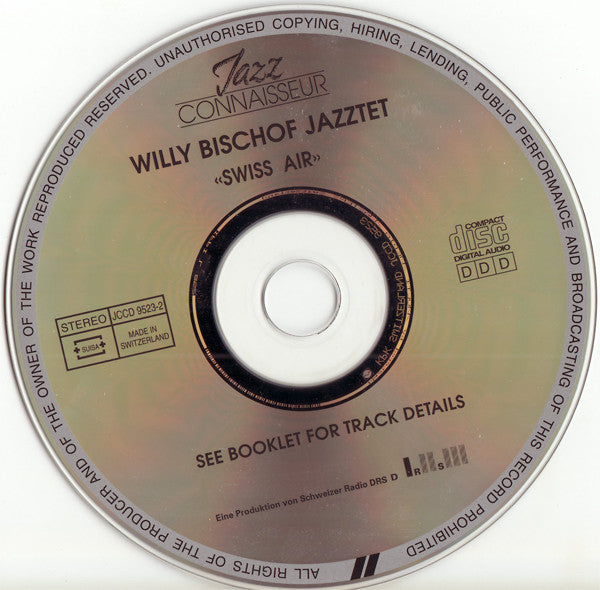 ALL RIGHTS OF THE PRODUCER AND OF THE OWNER OF THE WORK REPRODUCED RESERVED. UNAUTHORISED COPYING, HIRING, LENDING, PUBLIC PERFORMANCE AND BROADCASTING OF THIS RECORD PROHIBITED
Jazz
CONNAISSEUR
WILLY BISCHOF JAZZTET
«SWISS AIR»
COMPACT
disc
DIGITAL AUDIO
DDD
STEREO
JCCD 9523-2
SUISA
MADE IN
SWITZERLAND
SEE BOOKLET FOR TRACK DETAILS
Eine Produktion von Schweizer Radio DRS D R S